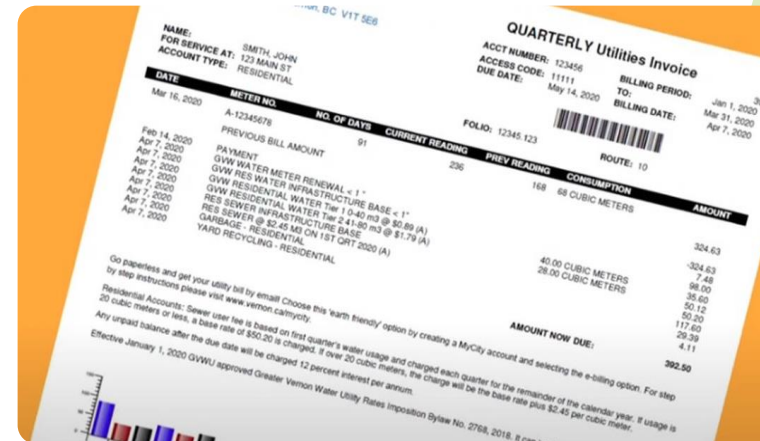 non, BC V1T 5E6
QUARTERLY Utilities Invoice
NAME: SMITH, JOHN
FOR SERVICE AT: 123 MAIN ST
ACCOUNT TYPE: RESIDENTIAL
ACCT NUMBER: 123456
ACCESS CODE: 11111
DUE DATE: May 14, 2020
BILLING PERIOD: Jan 1, 2020
TO: Mar 31, 2020
BILLING DATE: Apr 7, 2020
FOLIO: 12345.123
ROUTE: 10
DATE METER NO. NO. OF DAYS CURRENT READING PREV READING CONSUMPTION AMOUNT
Mar 16, 2020 A-12345678 91 236 168 68 CUBIC METERS
PREVIOUS BILL AMOUNT 324.63
Feb 14, 2020 PAYMENT -324.63
Apr 7, 2020 GVW WATER METER RENEWAL < 1 " 7.48
Apr 7, 2020 GVW RES WATER INFRASTRUCTURE BASE < 1" 98.00
Apr 7, 2020 GVW RESIDENTIAL WATER Tier 1 0-40 m3 @ $0.89 (A) 40.00 CUBIC METERS 35.60
Apr 7, 2020 GVW RESIDENTIAL WATER Tier 2 41-80 m3 @ $1.79 (A) 28.00 CUBIC METERS 50.12
Apr 7, 2020 RES SEWER INFRASTRUCTURE BASE 50.20
Apr 7, 2020 RES SEWER @ $2.45 M3 ON 1ST QRT 2020 (A) 117.60
Apr 7, 2020 GARBAGE - RESIDENTIAL 29.39
Apr 7, 2020 YARD RECYCLING - RESIDENTIAL 4.11
AMOUNT NOW DUE: 392.50
Go paperless and get your utility bill by email! Choose this 'earth friendly' option by creating a MyCity account and selecting the e-billing option. For step
by step instructions please visit www.vernon.ca/mycity.
Residential Accounts: Sewer user fee is based on first quarter's water usage and charged each quarter for the remainder of the calendar year. If usage is
20 cubic meters or less, a base rate of $50.20 is charged. If over 20 cubic meters, the charge will be the base rate plus $2.45 per cubic meter.
Any unpaid balance after the due date will be charged 12 percent interest per annum.
Effective January 1, 2020 GVWU approved Greater Vernon Water Utility Rates Imposition Bylaw No. 2768, 2018. It can